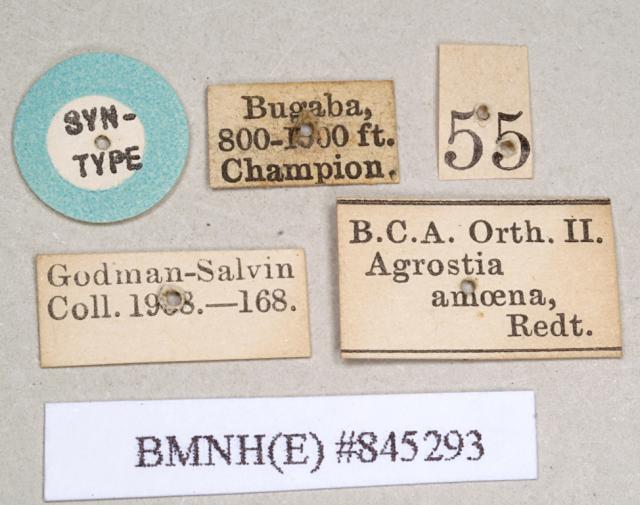 SYN-
TYPE
Bugaba,
800-1500 ft.
Champion.
55
Godman-Salvin
Coll. 1908.—168.
B.C.A. Orth. II.
Agrostia
amœna,
Redt.
BMNH(E) #845293